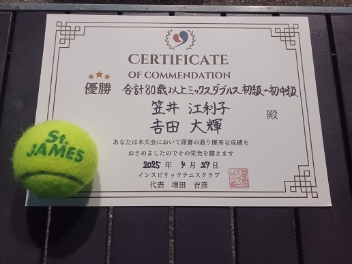 CERTIFICATE
OF COMMENDATION
優勝 合計80歳以上ミックスダブルス 初級〜初中級
笠井 江利子
吉田 大輝 殿
あなたは本大会において頭書の通り優秀な成績を
おさめましたのでその栄光を讃えます
2025 年 4 月 27 日
インスピリッツテニスクラブ
代表 増田 吉彦
St.
JAMES